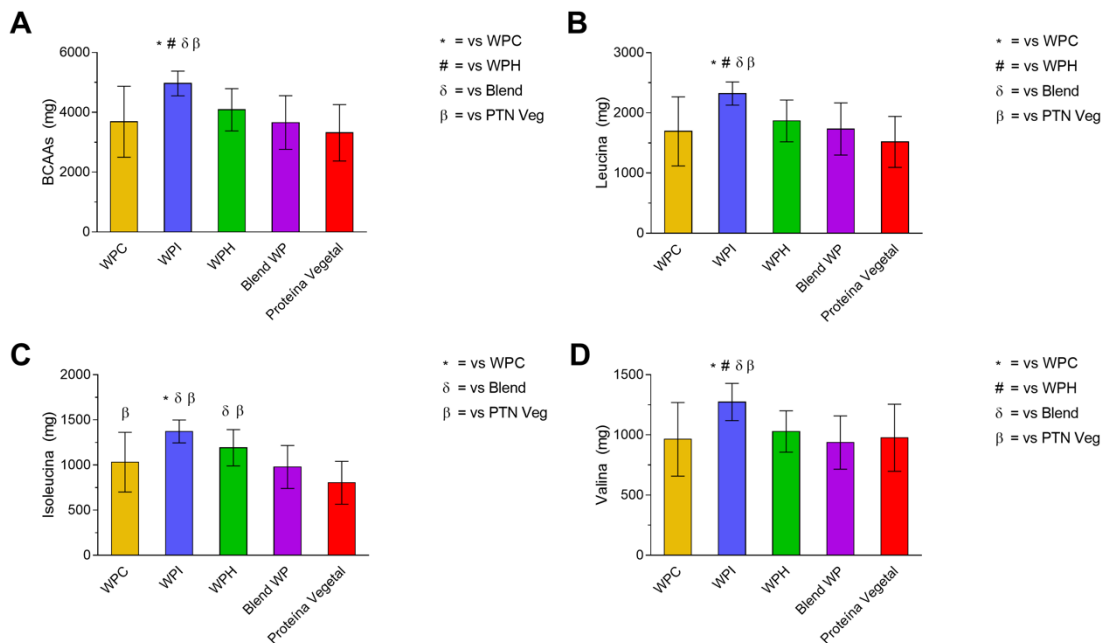 A
BCAAs (mg)
6000
4000
2000
0
* # δ β
WPC
WPI
WPH
Blend WP
Proteína Vegetal
* = vs WPC
# = vs WPH
δ = vs Blend
β = vs PTN Veg
B
Leucina (mg)
3000
2000
1000
0
* # δ β
WPC
WPI
WPH
Blend WP
Proteína Vegetal
* = vs WPC
# = vs WPH
δ = vs Blend
β = vs PTN Veg
C
Isoleucina (mg)
2000
1500
1000
500
0
β
* δ β
δ β
WPC
WPI
WPH
Blend WP
Proteína Vegetal
* = vs WPC
δ = vs Blend
β = vs PTN Veg
D
Valina (mg)
1500
1000
500
0
* # δ β
WPC
WPI
WPH
Blend WP
Proteína Vegetal
* = vs WPC
# = vs WPH
δ = vs Blend
β = vs PTN Veg